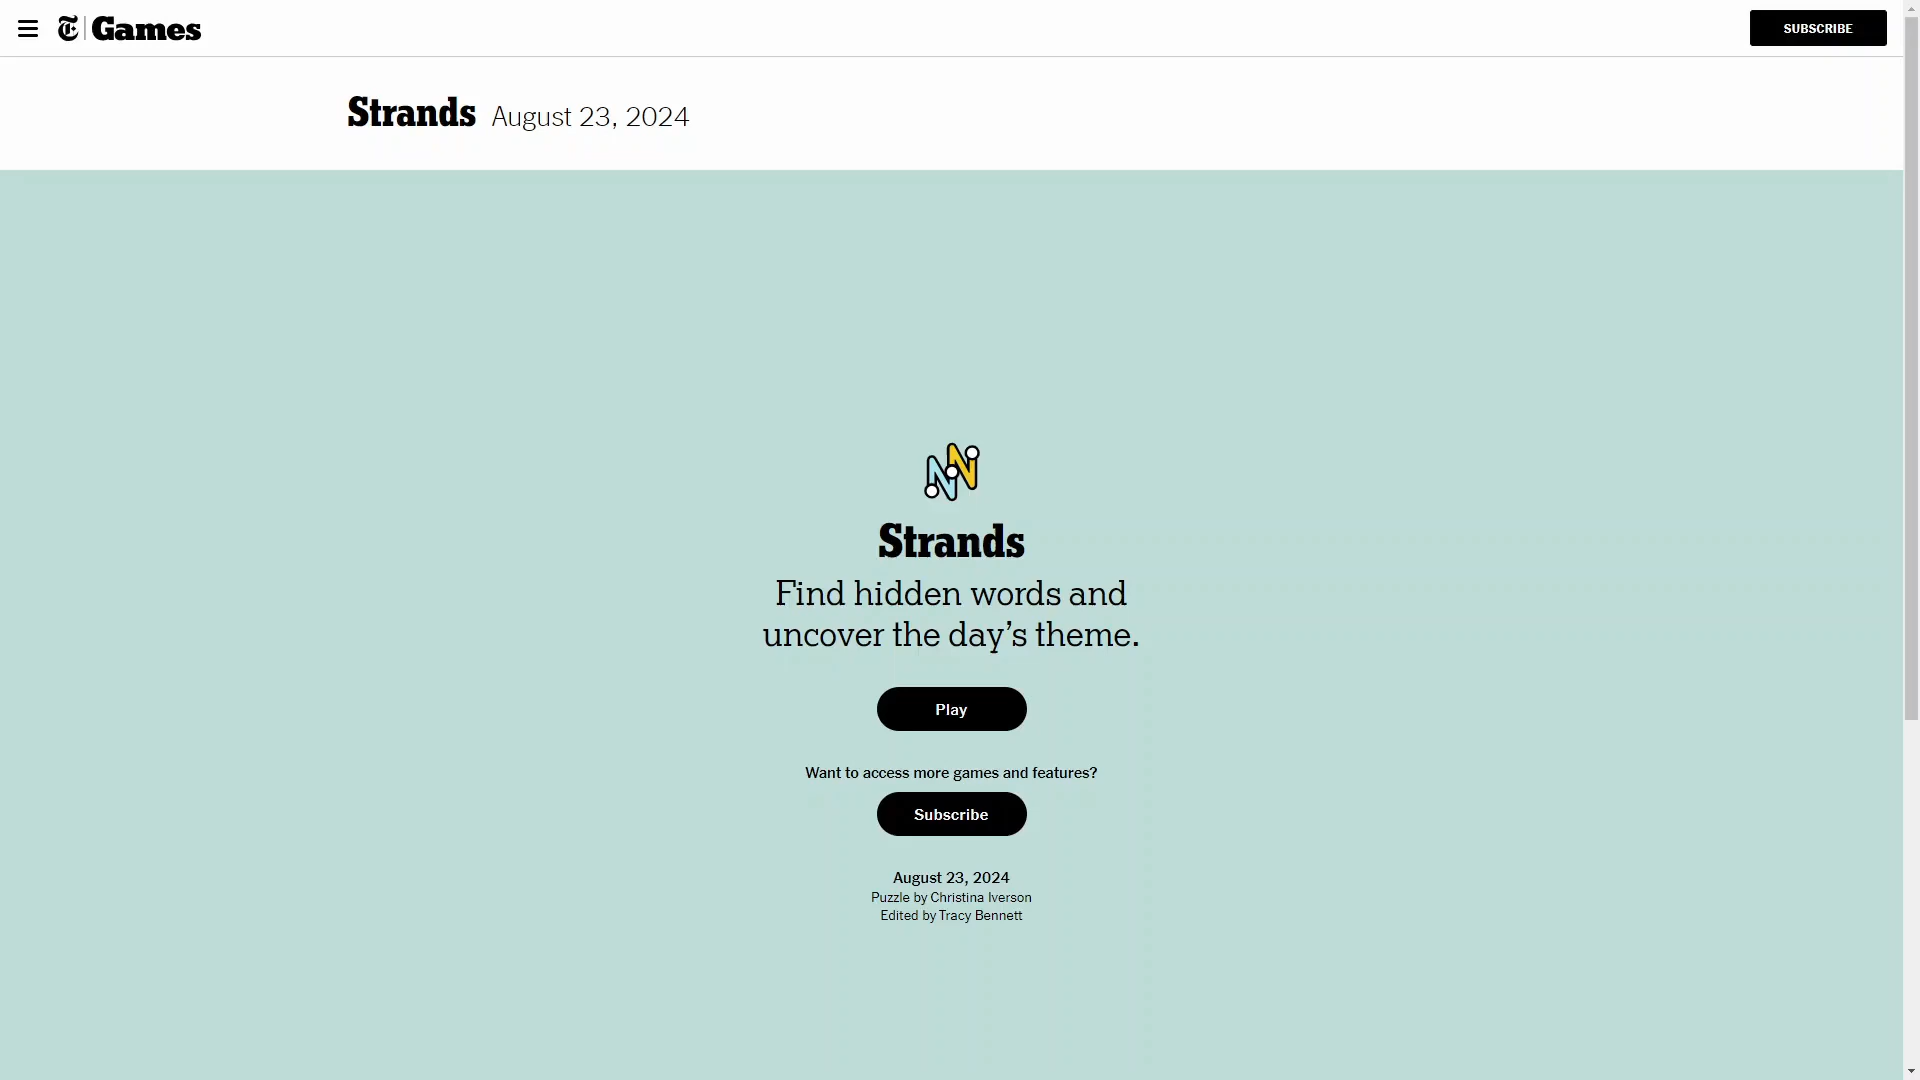 T Games
SUBSCRIBE
Strands August 23, 2024
Strands
Find hidden words and
uncover the day’s theme.
Play
Want to access more games and features?
Subscribe
August 23, 2024
Puzzle by Christina Iverson
Edited by Tracy Bennett